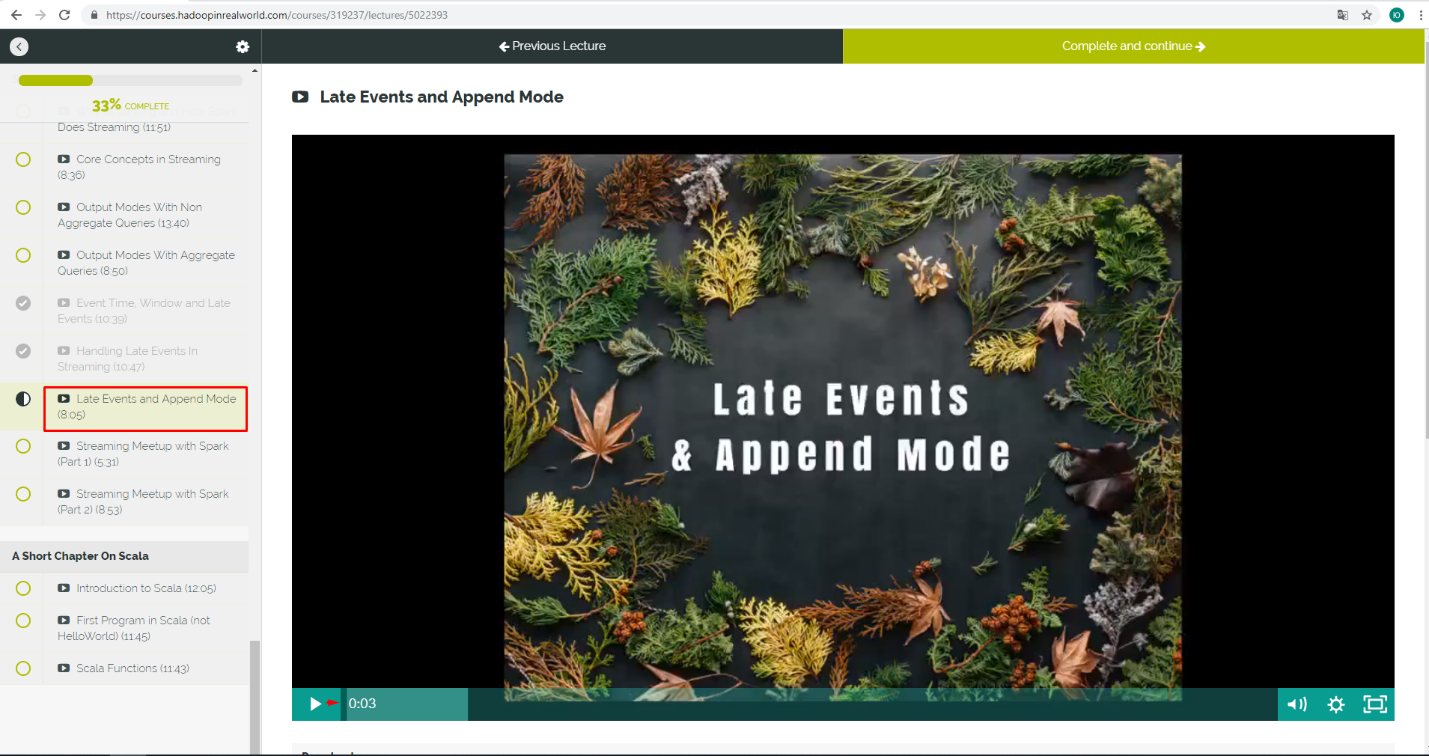 https://courses.hadoopinrealworld.com/courses/319237/lectures/5022393
IO
Previous Lecture
Complete and continue
33% COMPLETE
Does Streaming (11:51)
Core Concepts in Streaming
(8:36)
Output Modes With Non
Aggregate Queries (13:40)
Output Modes With Aggregate
Queries (8:50)
Event Time, Window and Late
Events (10:39)
Handling Late Events In
Streaming (10:47)
Late Events and Append Mode
(8:05)
Streaming Meetup with Spark
(Part 1) (5:31)
Streaming Meetup with Spark
(Part 2) (8:53)
A Short Chapter On Scala
Introduction to Scala (12:05)
First Program in Scala (not
HelloWorld) (11:45)
Scala Functions (11:43)
Late Events and Append Mode
Late Events
& Append Mode
0:03